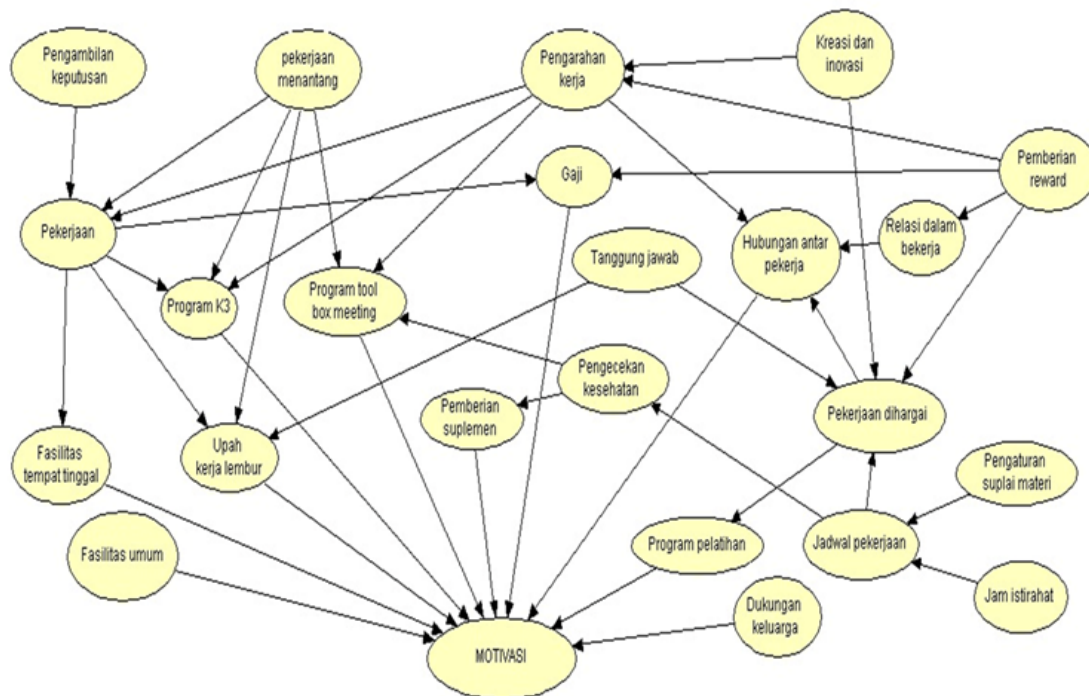 Pengambilan
keputusan
pekerjaan
menantang
Pengarahan
kerja
Kreasi dan
inovasi
Gaji
Pemberian
reward
Pekerjaan
Relasi dalam
bekerja
Hubungan antar
pekerja
Tanggung jawab
Program K3
Program tool
box meeting
Pengecekan
kesehatan
Pemberian
suplemen
Pekerjaan dihargai
Fasilitas
tempat tinggal
Upah
kerja lembur
Pengaturan
suplai materi
Fasilitas umum
Program pelatihan
Jadwal pekerjaan
Jam istirahat
Dukungan
keluarga
MOTIVASI